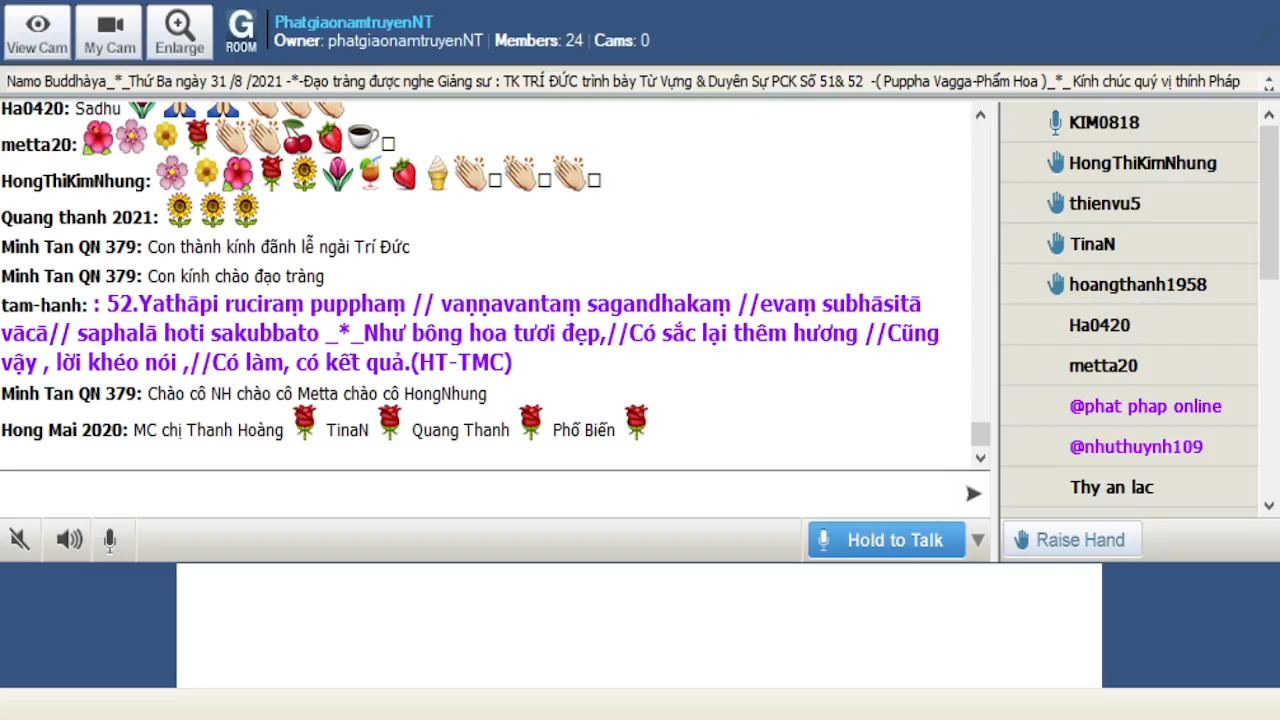 View Cam
My Cam
Enlarge
G
ROOM
PhatgiaonamtruyenNT
Owner: phatgiaonamtruyenNT | Members: 24 | Cams: 0
Namo Buddhàya_*_Thứ Ba ngày 31 /8 /2021 -*-Đạo tràng được nghe Giảng sư : TK TRÍ ĐỨC trình bày Từ Vựng & Duyên Sự PCK Số 51& 52 -( Puppha Vagga-Phẩm Hoa )_*_ Kính chúc quý vị thính Pháp
Ha0420: Sadhu
metta20:
HongThiKimNhung:
Quang thanh 2021:
Minh Tan QN 379: Con thành kính đãnh lễ ngài Trí Đức
Minh Tan QN 379: Con kính chào đạo tràng
tam-hanh: : 52.Yathāpi ruciraṃ pupphaṃ // vaṇṇavantaṃ sagandhakaṃ //evaṃ subhāsitā
vācā// saphalā hoti sakubbato _*_Như bông hoa tươi đẹp,//Có sắc lại thêm hương //Cũng
vậy , lời khéo nói ,//Có làm, có kết quả.(HT-TMC)
Minh Tan QN 379: Chào cô NH chào cô Metta chào cô HongNhung
Hong Mai 2020: MC chị Thanh Hoàng TinaN Quang Thanh Phố Biển
Hold to Talk
KIM0818
HongThiKimNhung
thienvu5
TinaN
hoangthanh1958
Ha0420
metta20
@phat phap online
@nhuthuynh109
Thy an lac
Raise Hand